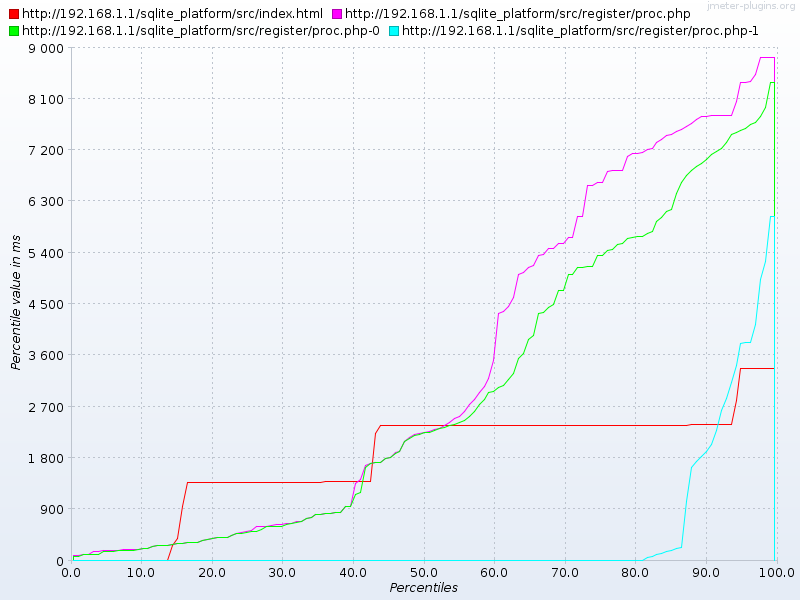 jmeter-plugins.org
http://192.168.1.1/sqlite_platform/src/index.html http://192.168.1.1/sqlite_platform/src/register/proc.php
http://192.168.1.1/sqlite_platform/src/register/proc.php-0 http://192.168.1.1/sqlite_platform/src/register/proc.php-1
9 000
8 100
7 200
6 300
5 400
4 500
3 600
2 700
1 800
900
0
Percentile value in ms
0.0 10.0 20.0 30.0 40.0 50.0 60.0 70.0 80.0 90.0 100.0
Percentiles